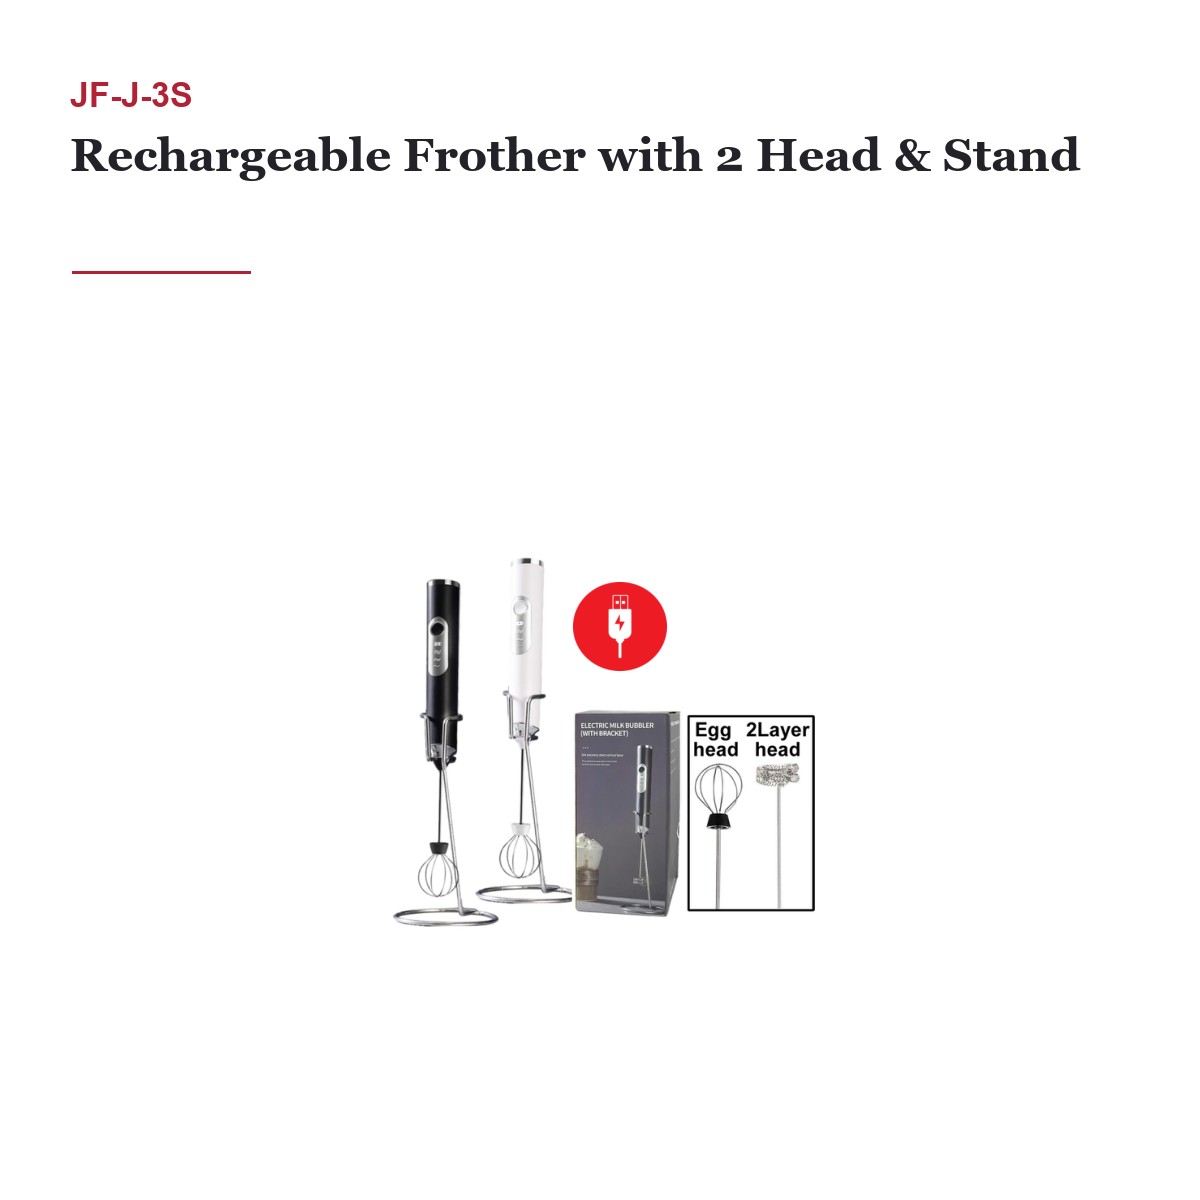 JF-J-3S
Rechargeable Frother with 2 Head & Stand
ELECTRIC MILK BUBBLER
(WITH BRACKET)
Egg
head
2Layer
head